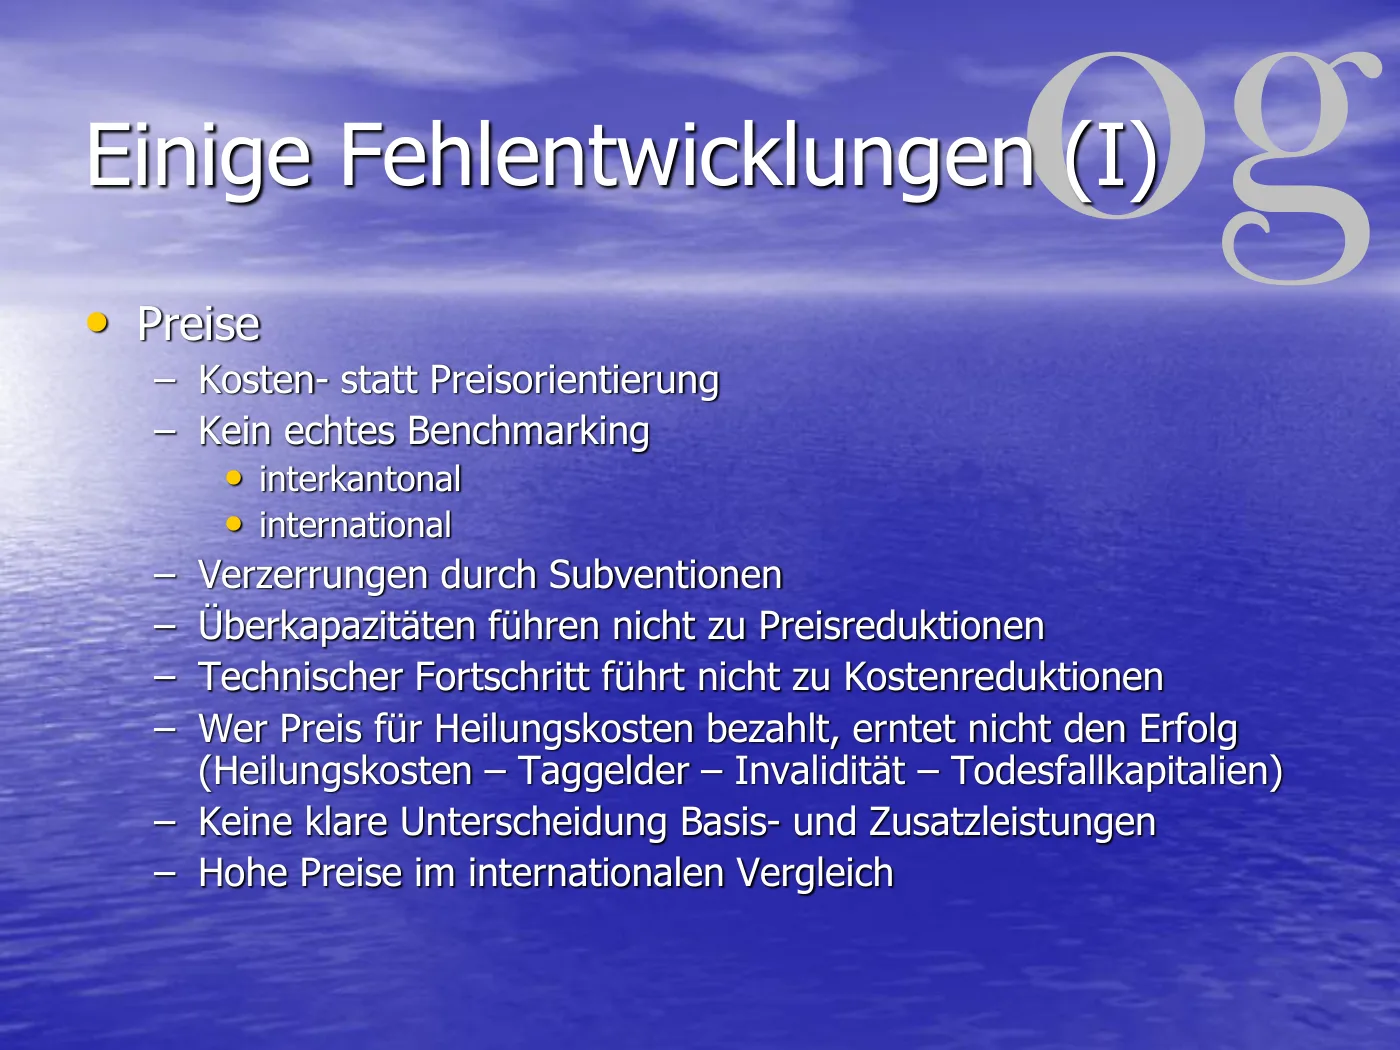 og
Einige Fehlentwicklungen (I)
• Preise
– Kosten- statt Preisorientierung
– Kein echtes Benchmarking
• interkantonal
• international
– Verzerrungen durch Subventionen
– Überkapazitäten führen nicht zu Preisreduktionen
– Technischer Fortschritt führt nicht zu Kostenreduktionen
– Wer Preis für Heilungskosten bezahlt, erntet nicht den Erfolg
(Heilungskosten – Taggelder – Invalidität – Todesfallkapitalien)
– Keine klare Unterscheidung Basis- und Zusatzleistungen
– Hohe Preise im internationalen Vergleich